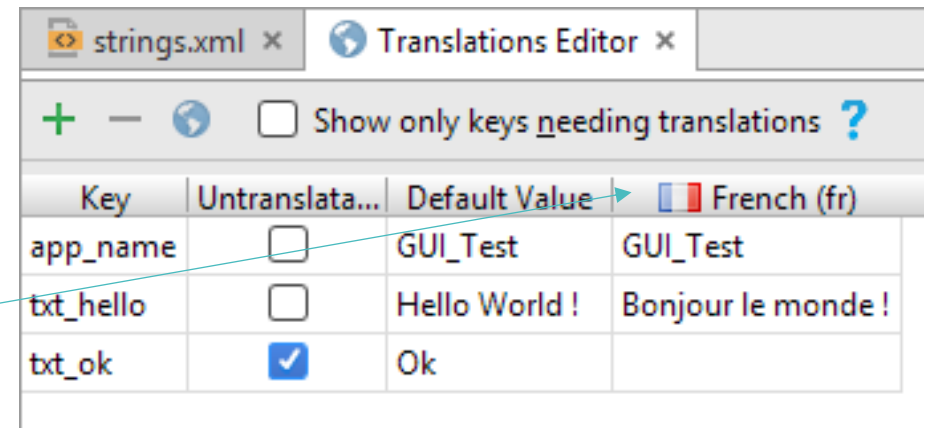 strings.xml × Translations Editor ×
+ − Show only keys needing translations ?
Key Untranslata... Default Value French (fr)
app_name GUI_Test GUI_Test
txt_hello Hello World ! Bonjour le monde !
txt_ok Ok